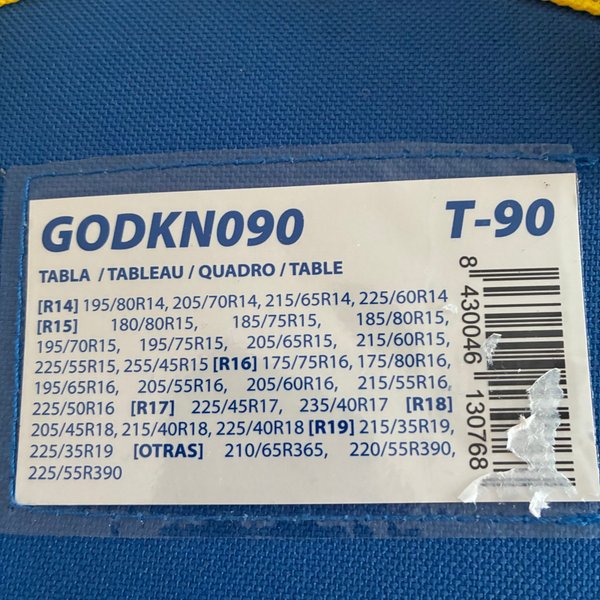 GODKN090 T-90
TABLA / TABLEAU / QUADRO / TABLE
[R14] 195/80R14, 205/70R14, 215/65R14, 225/60R14
[R15] 180/80R15, 185/75R15, 185/80R15,
195/70R15, 195/75R15, 205/65R15, 215/60R15,
225/55R15, 255/45R15 [R16] 175/75R16, 175/80R16,
195/65R16, 205/55R16, 205/60R16, 215/55R16,
225/50R16 [R17] 225/45R17, 235/40R17 [R18]
205/45R18, 215/40R18, 225/40R18 [R19] 215/35R19,
225/35R19 [OTRAS] 210/65R365, 220/55R390,
225/55R390
8 430046 130768